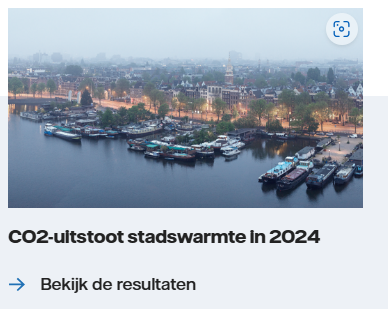 CO2-uitstoot stadswarmte in 2024
Bekijk de resultaten